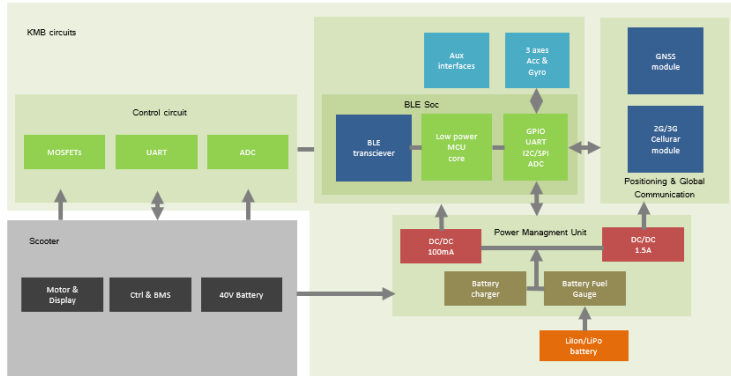 KMB circuits
Control circuit
MOSFETs
UART
ADC
Aux
interfaces
3 axes
Acc &
Gyro
BLE Soc
BLE
transciever
Low power
MCU
core
GPIO
UART
I2C/SPI
ADC
GNSS
module
2G/3G
Cellurar
module
Positioning & Global
Communication
Scooter
Motor &
Display
Ctrl & BMS
40V Battery
Power Managment Unit
DC/DC
100mA
DC/DC
1.5A
Battery
charger
Battery Fuel
Gauge
LiIon/LiPo
battery